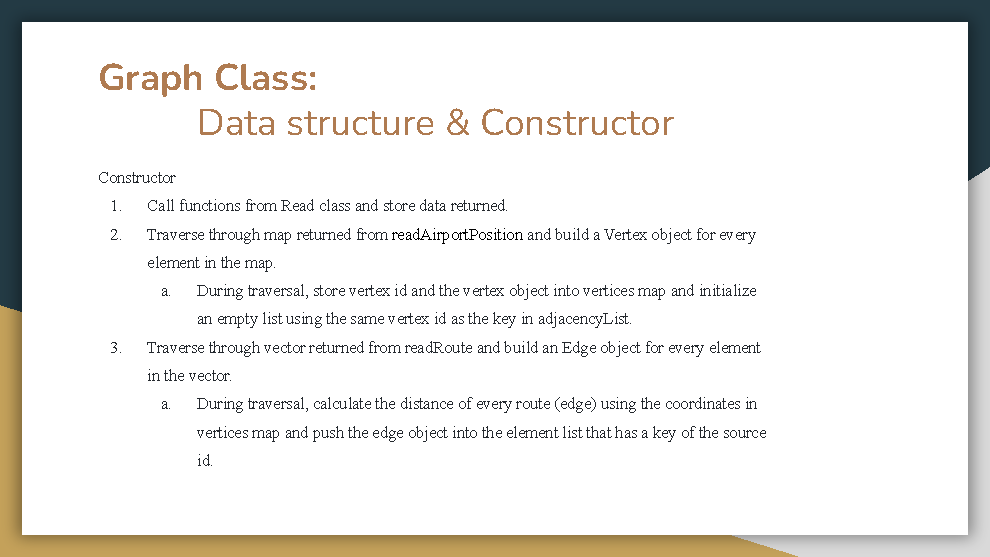 Graph Class:
Data structure & Constructor
Constructor
1. Call functions from Read class and store data returned.
2. Traverse through map returned from readAirportPosition and build a Vertex object for every
element in the map.
a. During traversal, store vertex id and the vertex object into vertices map and initialize
an empty list using the same vertex id as the key in adjacencyList.
3. Traverse through vector returned from readRoute and build an Edge object for every element
in the vector.
a. During traversal, calculate the distance of every route (edge) using the coordinates in
vertices map and push the edge object into the element list that has a key of the source
id.